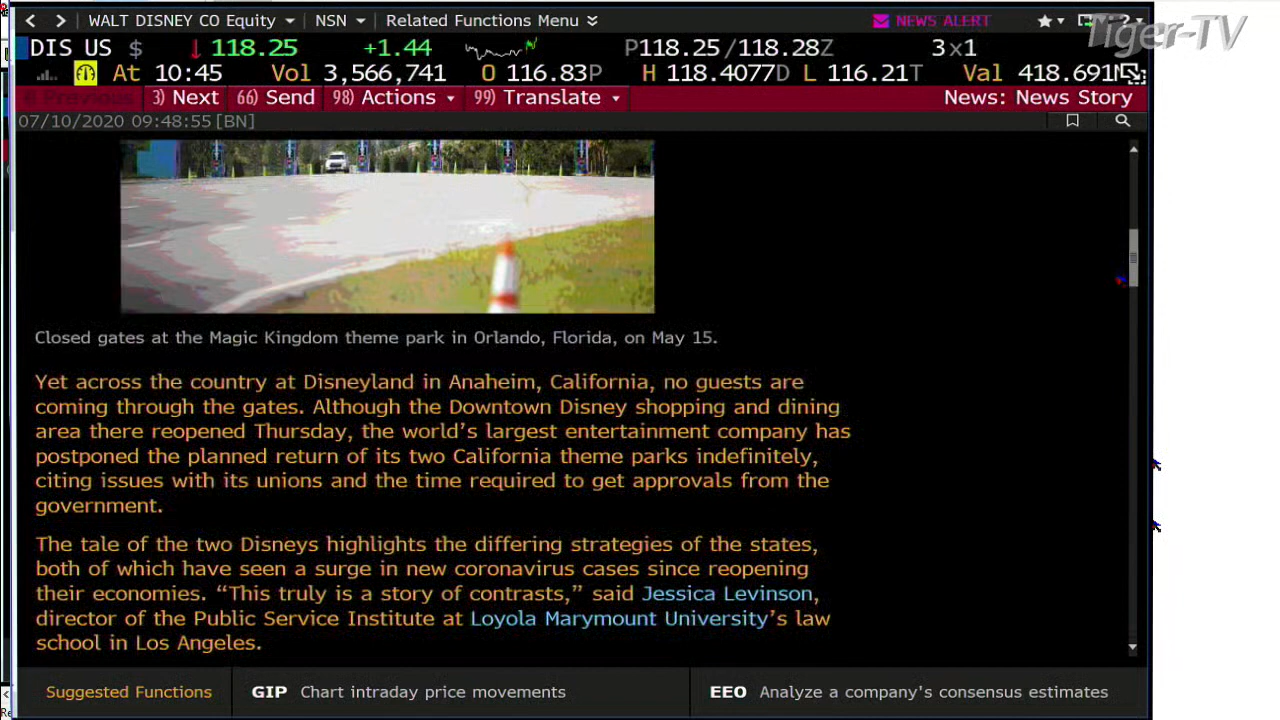 WALT DISNEY CO Equity NSN Related Functions Menu NEWS ALERT
Tiger-TV
DIS US $ ↓ 118.25 +1.44 P118.25/118.28Z 3x1
At 10:45 Vol 3,566,741 O 116.83P H 118.4077D L 116.21T Val 418.691M
Previous 3) Next 66) Send 98) Actions 99) Translate News: News Story
07/10/2020 09:48:55 [BN]
Closed gates at the Magic Kingdom theme park in Orlando, Florida, on May 15.
Yet across the country at Disneyland in Anaheim, California, no guests are
coming through the gates. Although the Downtown Disney shopping and dining
area there reopened Thursday, the world's largest entertainment company has
postponed the planned return of its two California theme parks indefinitely,
citing issues with its unions and the time required to get approvals from the
government.
The tale of the two Disneys highlights the differing strategies of the states,
both of which have seen a surge in new coronavirus cases since reopening
their economies. “This truly is a story of contrasts,” said Jessica Levinson,
director of the Public Service Institute at Loyola Marymount University's law
school in Los Angeles.
Suggested Functions GIP Chart intraday price movements EEO Analyze a company's consensus estimates